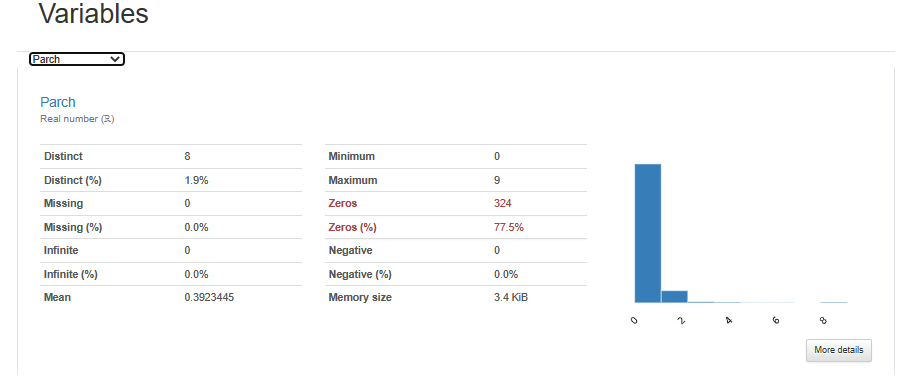 Variables
Parch
Parch
Real number (ℝ)
Distinct 8
Distinct (%) 1.9%
Missing 0
Missing (%) 0.0%
Infinite 0
Infinite (%) 0.0%
Mean 0.3923445
Minimum 0
Maximum 9
Zeros 324
Zeros (%) 77.5%
Negative 0
Negative (%) 0.0%
Memory size 3.4 KiB
0 2 4 6 8
More details